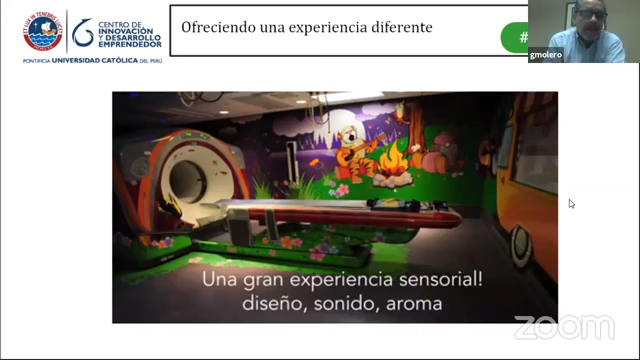 CENTRO DE
INNOVACIÓN
Y DESARROLLO
EMPRENDEDOR
PONTIFICIA UNIVERSIDAD CATÓLICA DEL PERÚ
Ofreciendo una experiencia diferente
#
gmolero
Una gran experiencia sensorial!
diseño, sonido, aroma
zoom